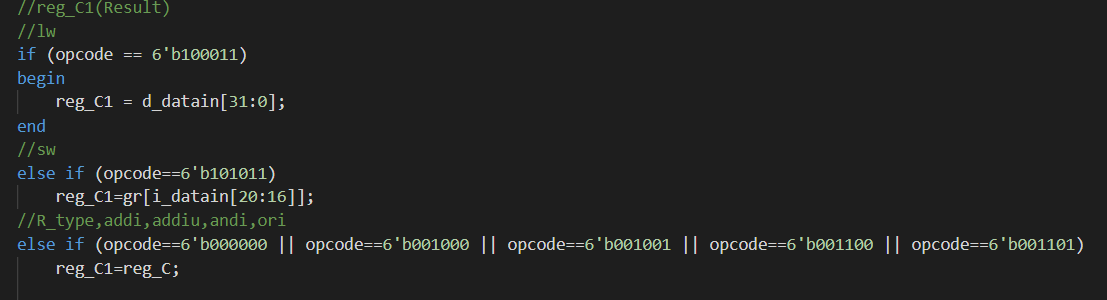 //reg_C1(Result)
//lw
if (opcode == 6'b100011)
begin
    reg_C1 = d_datain[31:0];
end
//sw
else if (opcode==6'b101011)
    reg_C1=gr[i_datain[20:16]];
//R_type,addi,addiu,andi,ori
else if (opcode==6'b000000 || opcode==6'b001000 || opcode==6'b001001 || opcode==6'b001100 || opcode==6'b001101)
    reg_C1=reg_C;